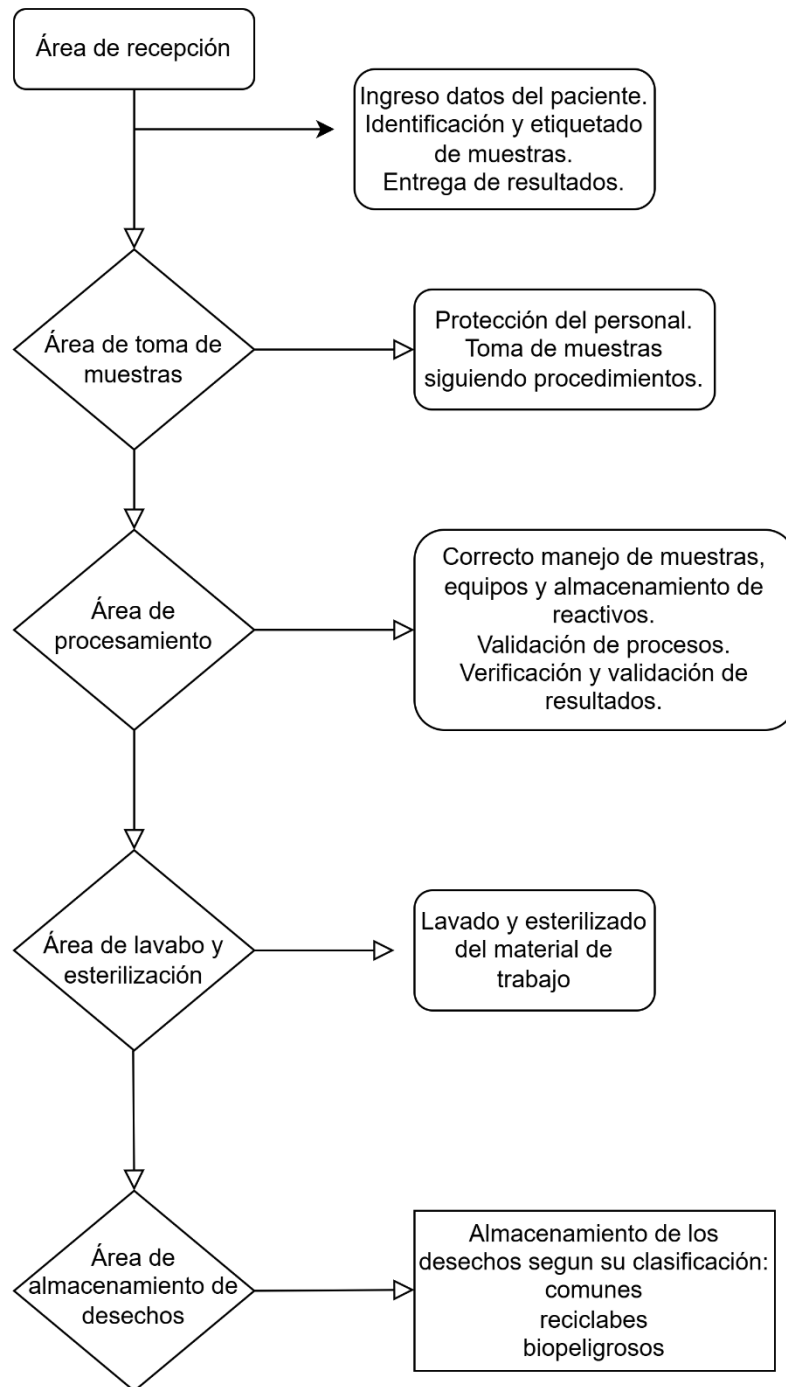 Área de recepción
Ingreso datos del paciente.
Identificación y etiquetado
de muestras.
Entrega de resultados.
Área de toma de
muestras
Protección del personal.
Toma de muestras
siguiendo procedimientos.
Área de
procesamiento
Correcto manejo de muestras,
equipos y almacenamiento de
reactivos.
Validación de procesos.
Verificación y validación de
resultados.
Área de lavabo y
esterilización
Lavado y esterilizado
del material de
trabajo
Área de
almacenamiento de
desechos
Almacenamiento de los
desechos segun su clasificación:
comunes
reciclabes
biopeligrosos